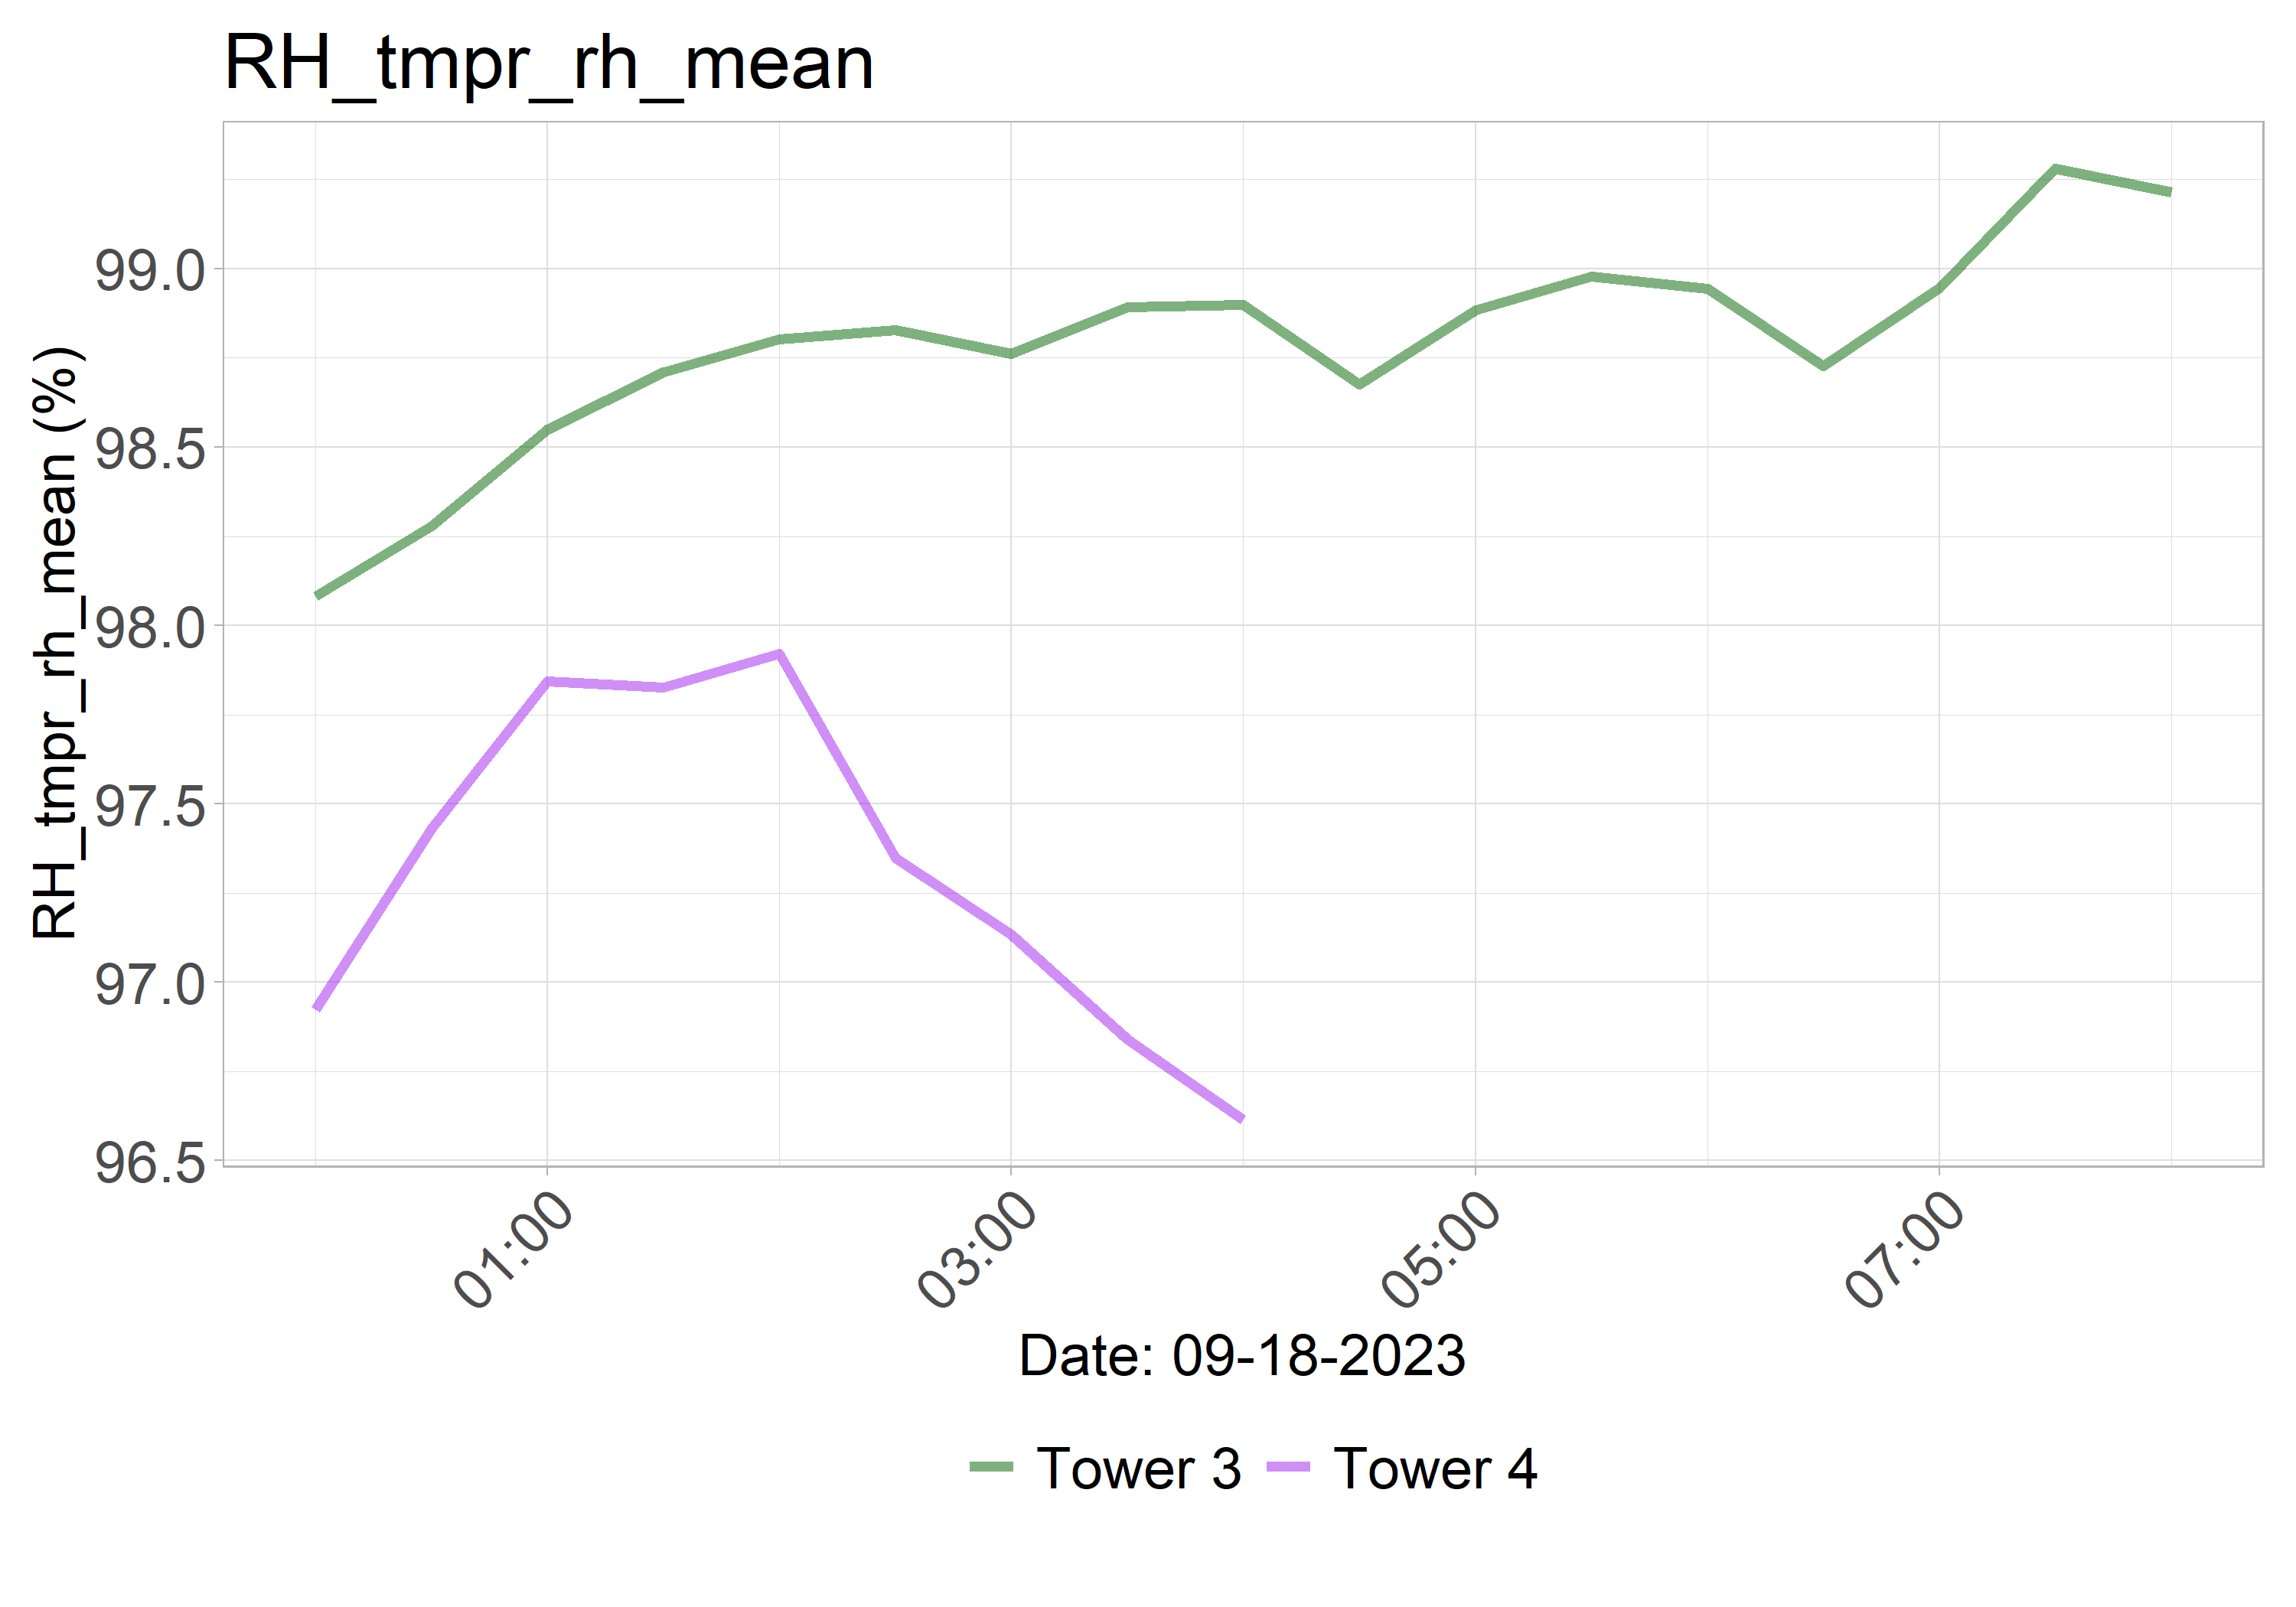 RH_tmpr_rh_mean
RH_tmpr_rh_mean (%)
99.0
98.5
98.0
97.5
97.0
96.5
01:00
03:00
05:00
07:00
Date: 09-18-2023
Tower 3
Tower 4